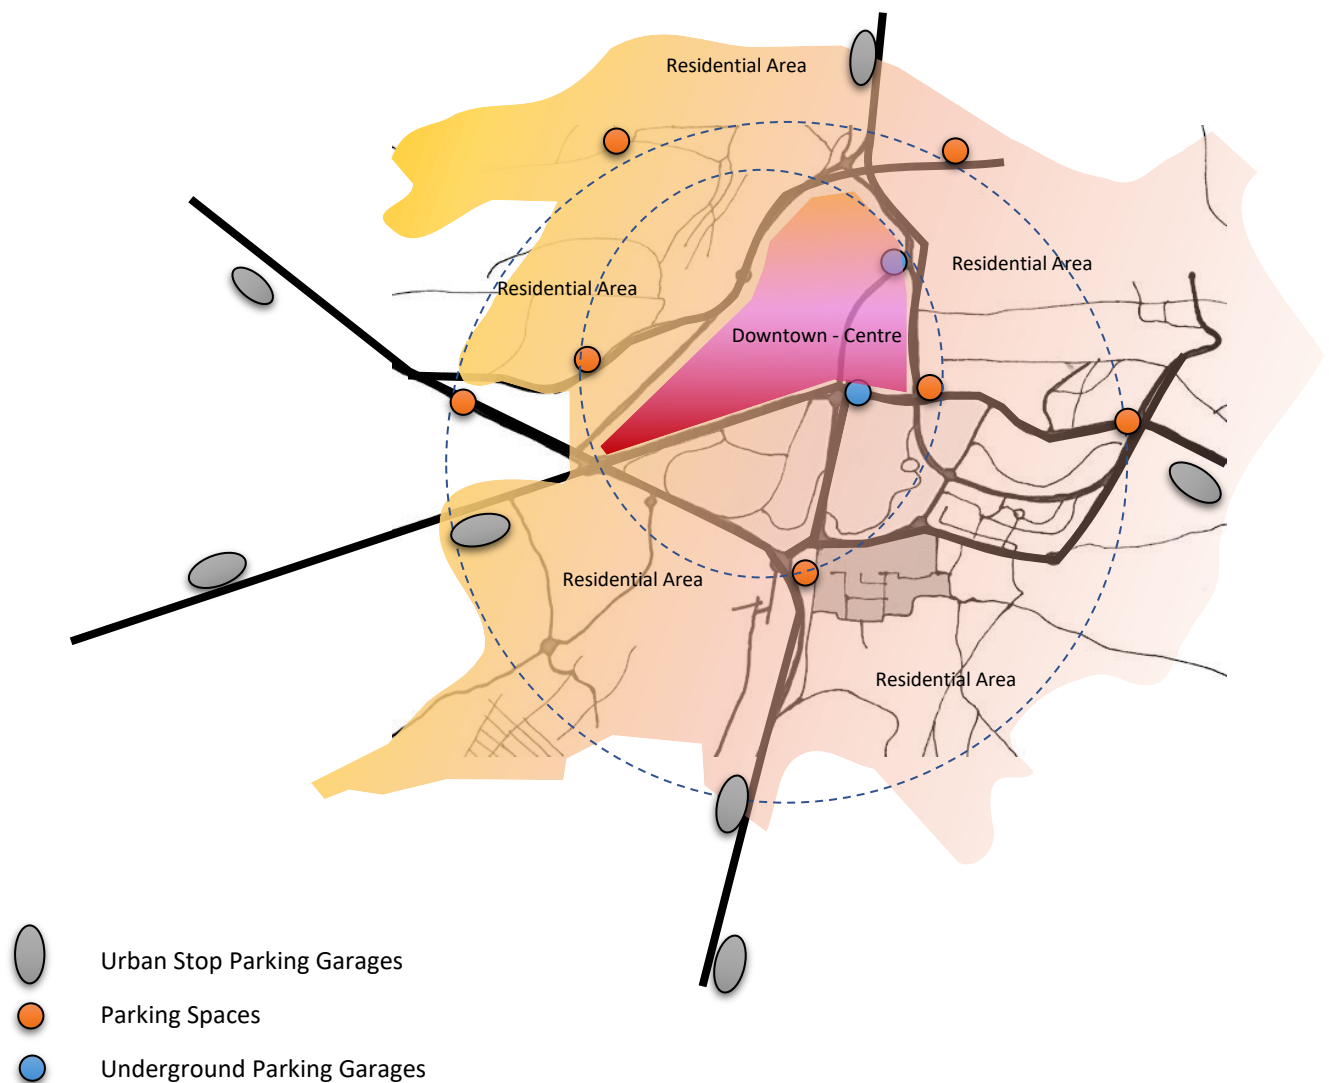 Residential Area
Residential Area
Residential Area
Downtown - Centre
Residential Area
Residential Area
Urban Stop Parking Garages
Parking Spaces
Underground Parking Garages